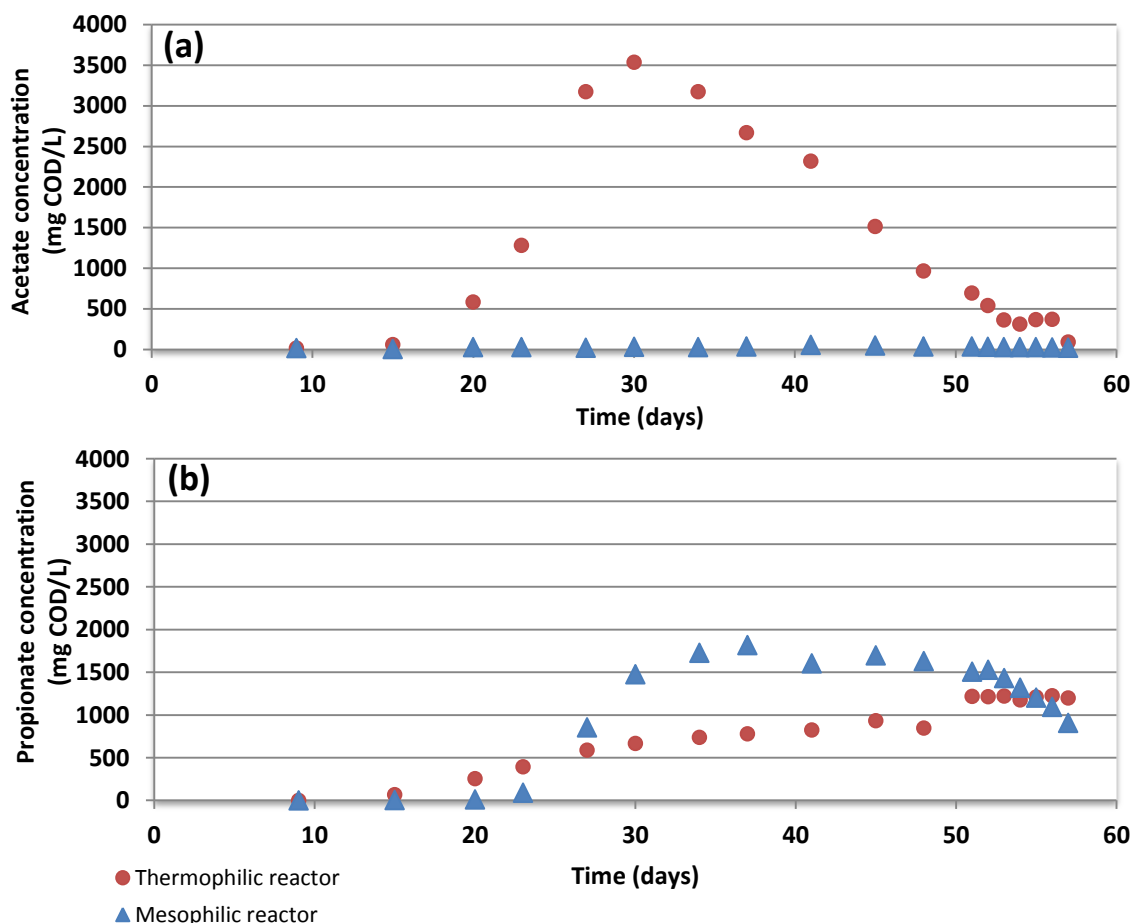 (a)
Acetate concentration
(mg COD/L)
4000
3500
3000
2500
2000
1500
1000
500
0
0 10 20 30 40 50 60
Time (days)
(b)
Propionate concentration
(mg COD/L)
4000
3500
3000
2500
2000
1500
1000
500
0
0 10 20 30 40 50 60
Time (days)
Thermophilic reactor
Mesophilic reactor